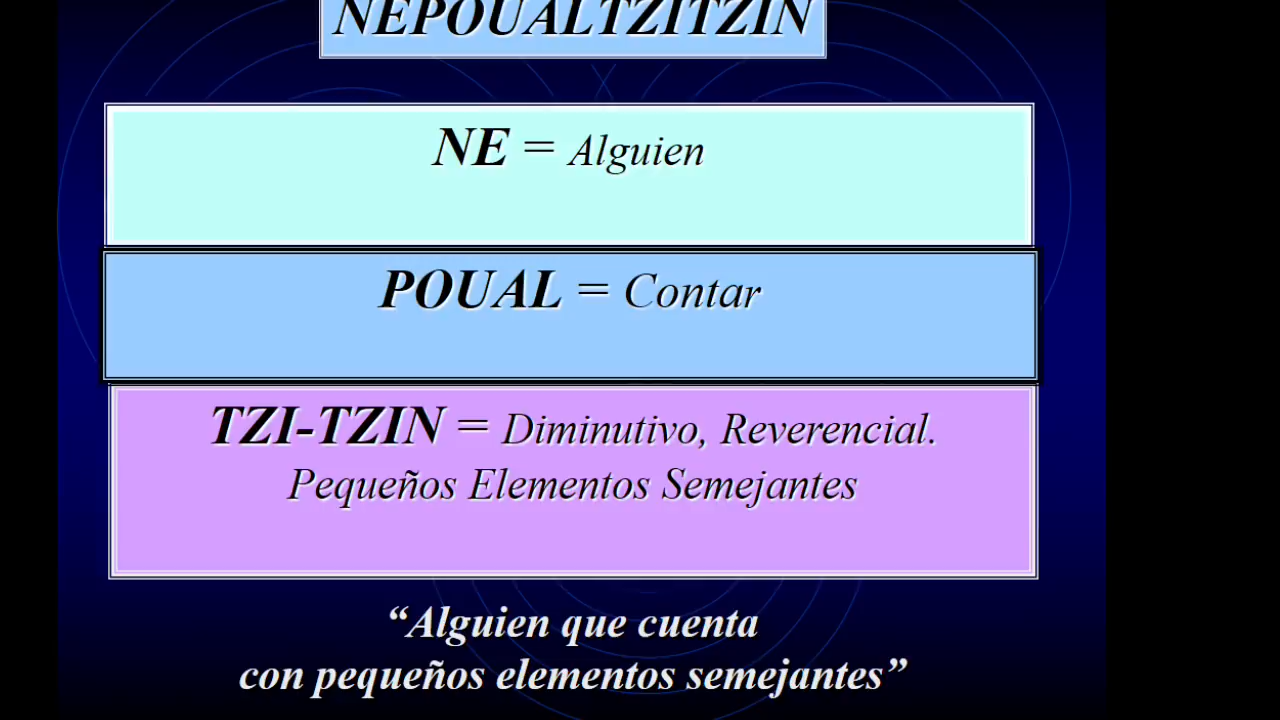 NEPOUALTZITZIN
NE = Alguien
POUAL = Contar
TZI-TZIN = Diminutivo, Reverencial.
Pequeños Elementos Semejantes
“Alguien que cuenta
con pequeños elementos semejantes”